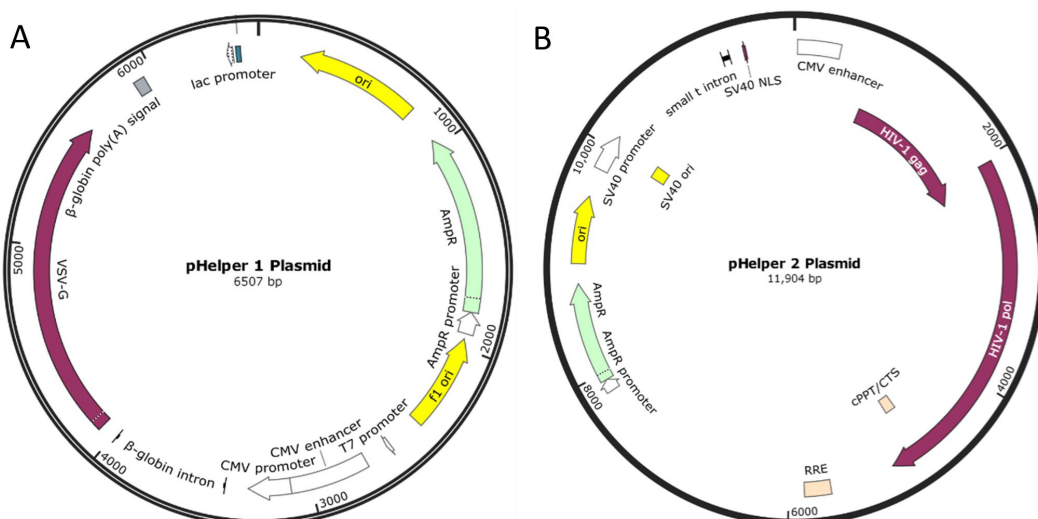 A
6000
lac promoter
ori
1000
β-globin poly(A) signal
AmpR
5000
VSV-G
pHelper 1 Plasmid
6507 bp
AmpR promoter
2000
f1 ori
T7 promoter
CMV enhancer
CMV promoter
β-globin intron
4000
3000
B
CMV enhancer
small t intron
SV40 NLS
2000
10,000
SV40 promoter
HIV-1 gag
SV40 ori
ori
pHelper 2 Plasmid
11,904 bp
AmpR
HIV-1 pol
AmpR promoter
8000
cPPT/CTS
4000
RRE
6000